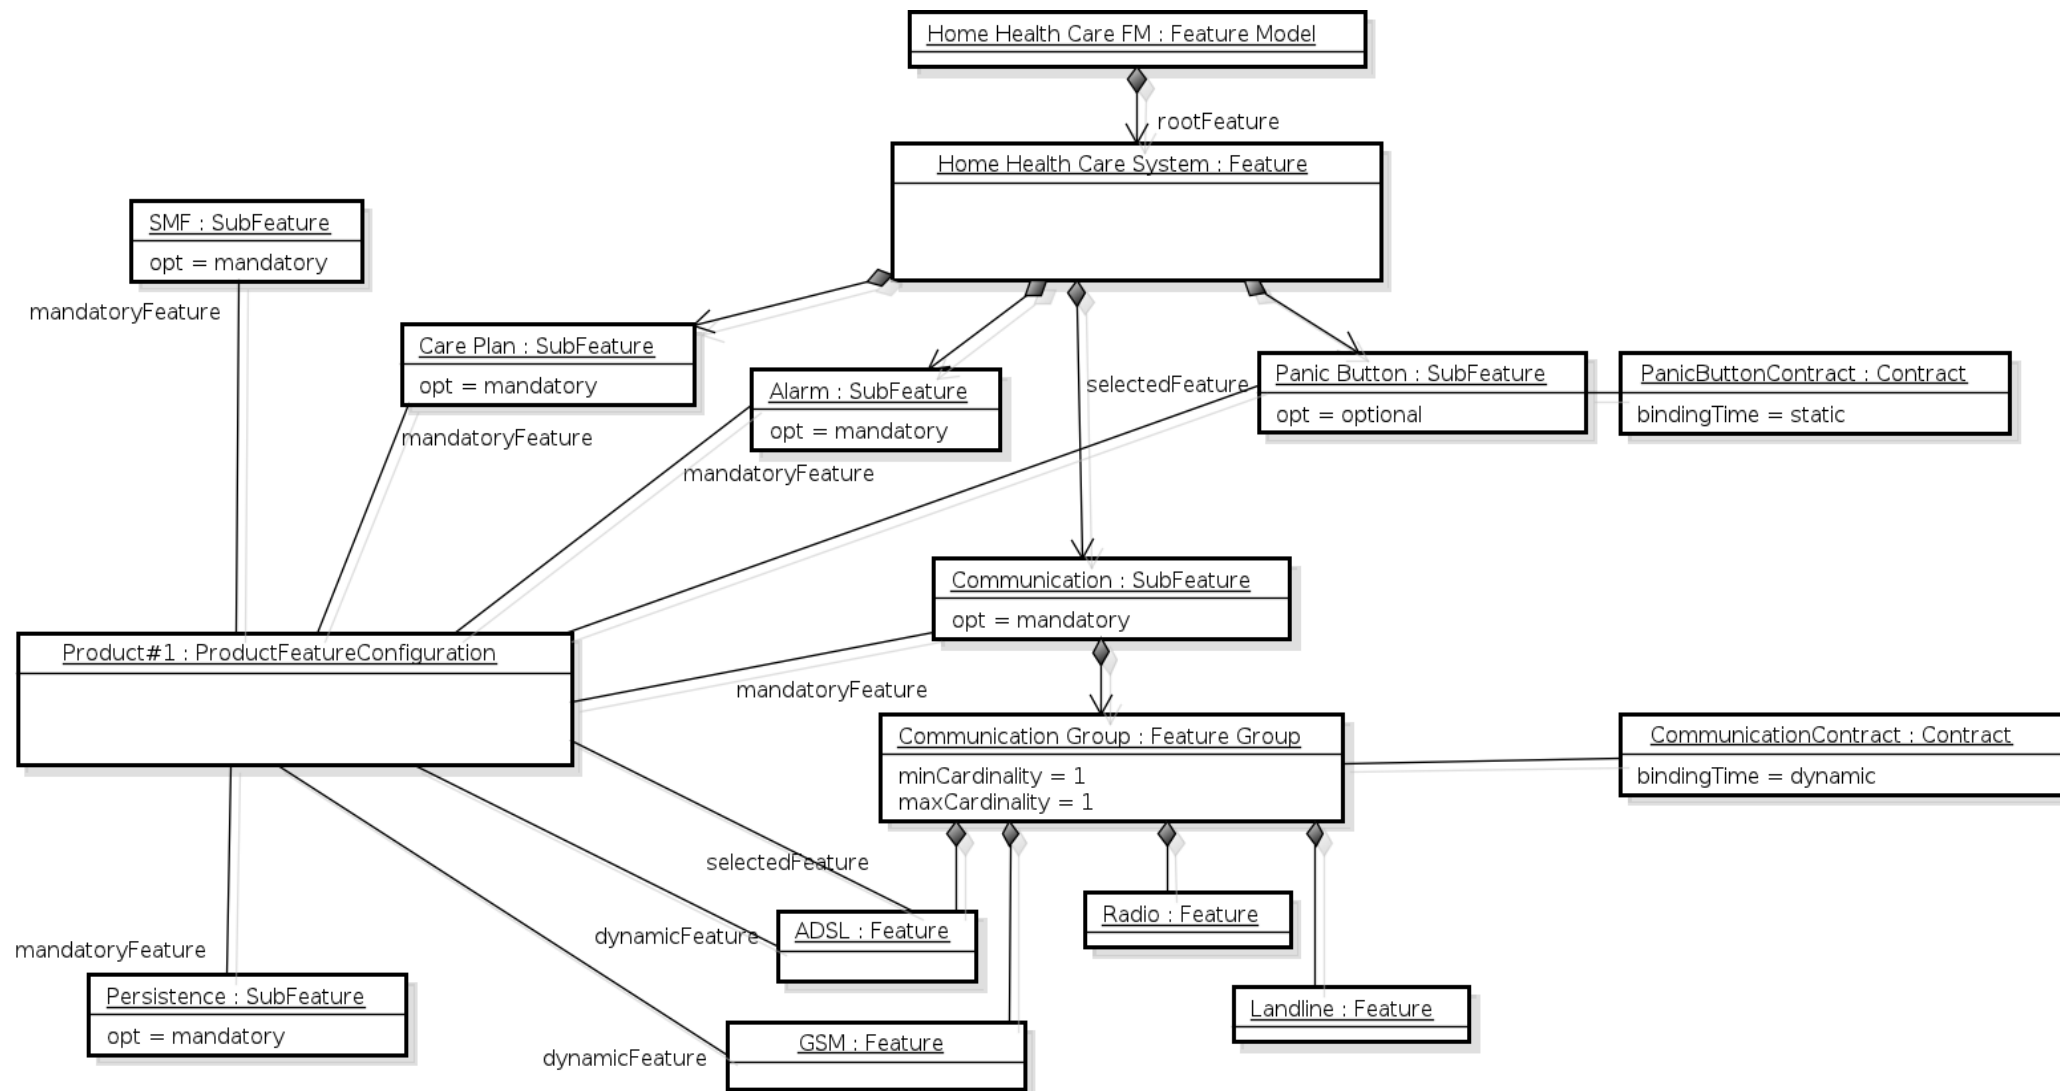 Home Health Care FM : Feature Model
rootFeature
Home Health Care System : Feature
SMF : SubFeature
opt = mandatory
mandatoryFeature
Care Plan : SubFeature
opt = mandatory
mandatoryFeature
Alarm : SubFeature
opt = mandatory
mandatoryFeature
selectedFeature
Panic Button : SubFeature
opt = optional
PanicButtonContract : Contract
bindingTime = static
Communication : SubFeature
opt = mandatory
mandatoryFeature
Product#1 : ProductFeatureConfiguration
Communication Group : Feature Group
minCardinality = 1
maxCardinality = 1
CommunicationContract : Contract
bindingTime = dynamic
selectedFeature
ADSL : Feature
dynamicFeature
Radio : Feature
mandatoryFeature
Persistence : SubFeature
opt = mandatory
Landline : Feature
GSM : Feature
dynamicFeature